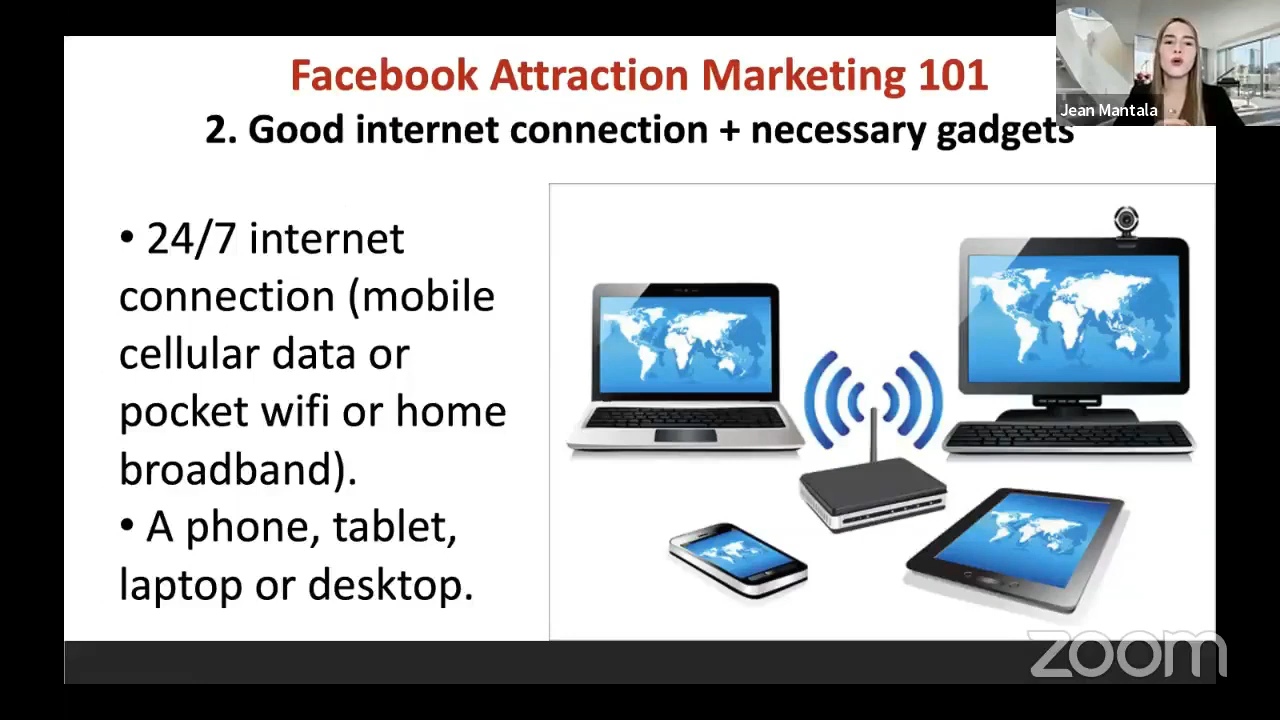 Facebook Attraction Marketing 101
2. Good internet connection + necessary gadgets
Jean Mantala
• 24/7 internet
connection (mobile
cellular data or
pocket wifi or home
broadband).
• A phone, tablet,
laptop or desktop.
zoom